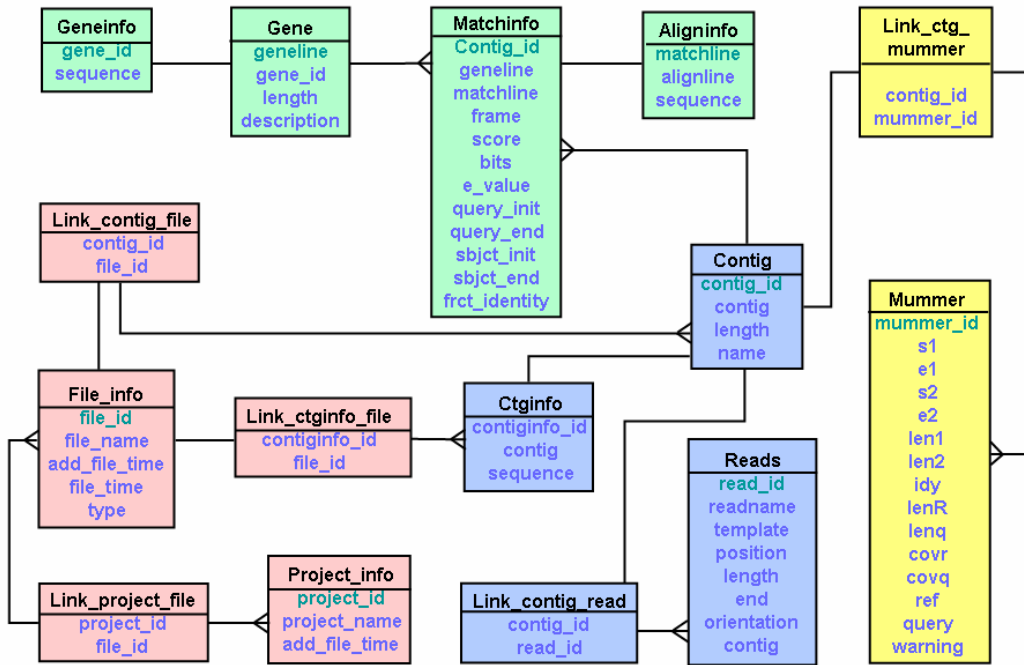 Geneinfo
gene_id
sequence
Gene
geneline
gene_id
length
description
Matchinfo
Contig_id
geneline
matchline
frame
score
bits
e_value
query_init
query_end
sbjct_init
sbjct_end
frct_identity
Aligninfo
matchline
alignline
sequence
Link_ctg_
mummer
contig_id
mummer_id
Link_contig_file
contig_id
file_id
Contig
contig_id
contig
length
name
Mummer
mummer_id
s1
e1
s2
e2
len1
len2
idy
lenR
lenq
covr
covq
ref
query
warning
File_info
file_id
file_name
add_file_time
file_time
type
Link_ctginfo_file
contiginfo_id
file_id
Ctginfo
contiginfo_id
contig
sequence
Reads
read_id
readname
template
position
length
end
orientation
contig
Link_project_file
project_id
file_id
Project_info
project_id
project_name
add_file_time
Link_contig_read
contig_id
read_id